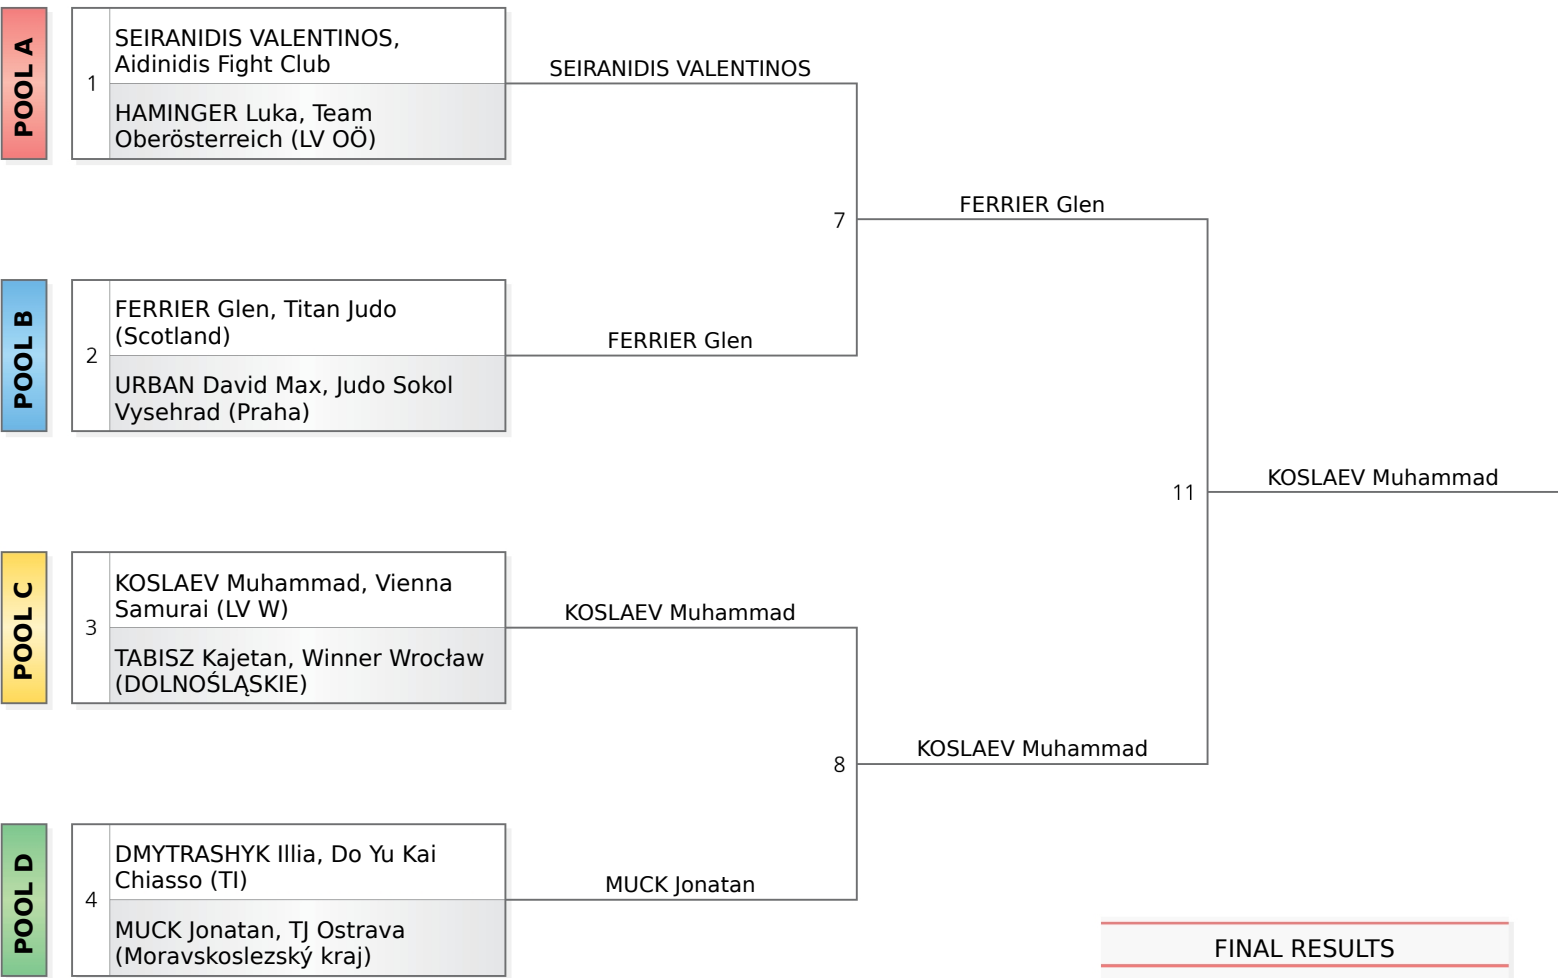 POOL A
1
SEIRANIDIS VALENTINOS,
Aidinidis Fight Club
HAMINGER Luka, Team
Oberösterreich (LV OÖ)
SEIRANIDIS VALENTINOS
7
FERRIER Glen
POOL B
2
FERRIER Glen, Titan Judo
(Scotland)
URBAN David Max, Judo Sokol
Vysehrad (Praha)
FERRIER Glen
11
KOSLAEV Muhammad
POOL C
3
KOSLAEV Muhammad, Vienna
Samurai (LV W)
TABISZ Kajetan, Winner Wrocław
(DOLNOŚLĄSKIE)
KOSLAEV Muhammad
8
KOSLAEV Muhammad
POOL D
4
DMYTRASHYK Illia, Do Yu Kai
Chiasso (TI)
MUCK Jonatan, TJ Ostrava
(Moravskoslezský kraj)
MUCK Jonatan
FINAL RESULTS